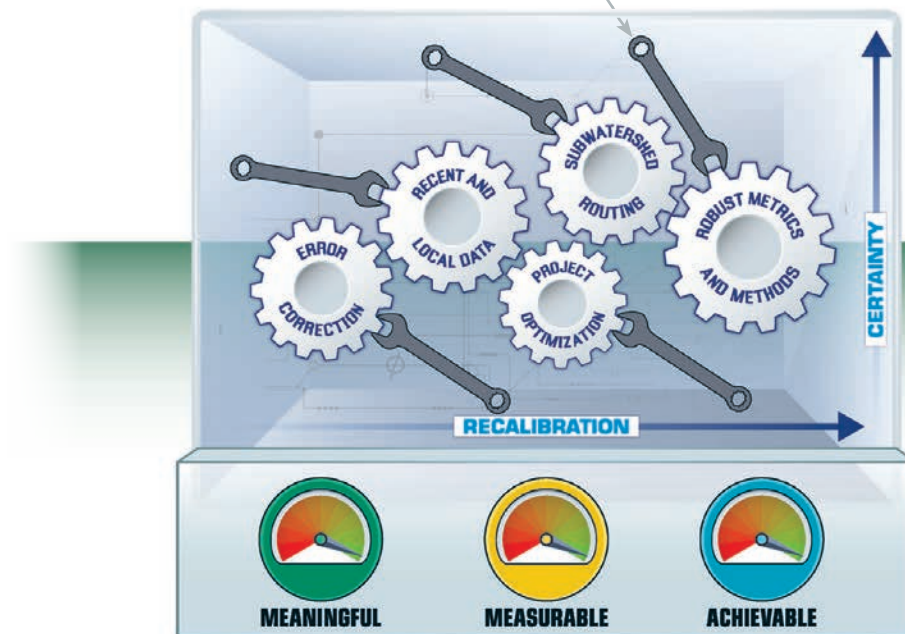 SUBWATERSHED
ROUTING
RECENT AND
LOCAL DATA
ROBUST METRICS
AND METHODS
ERROR
CORRECTION
PROJECT
OPTIMIZATION
CERTAINTY
RECALIBRATION
MEANINGFUL
MEASURABLE
ACHIEVABLE